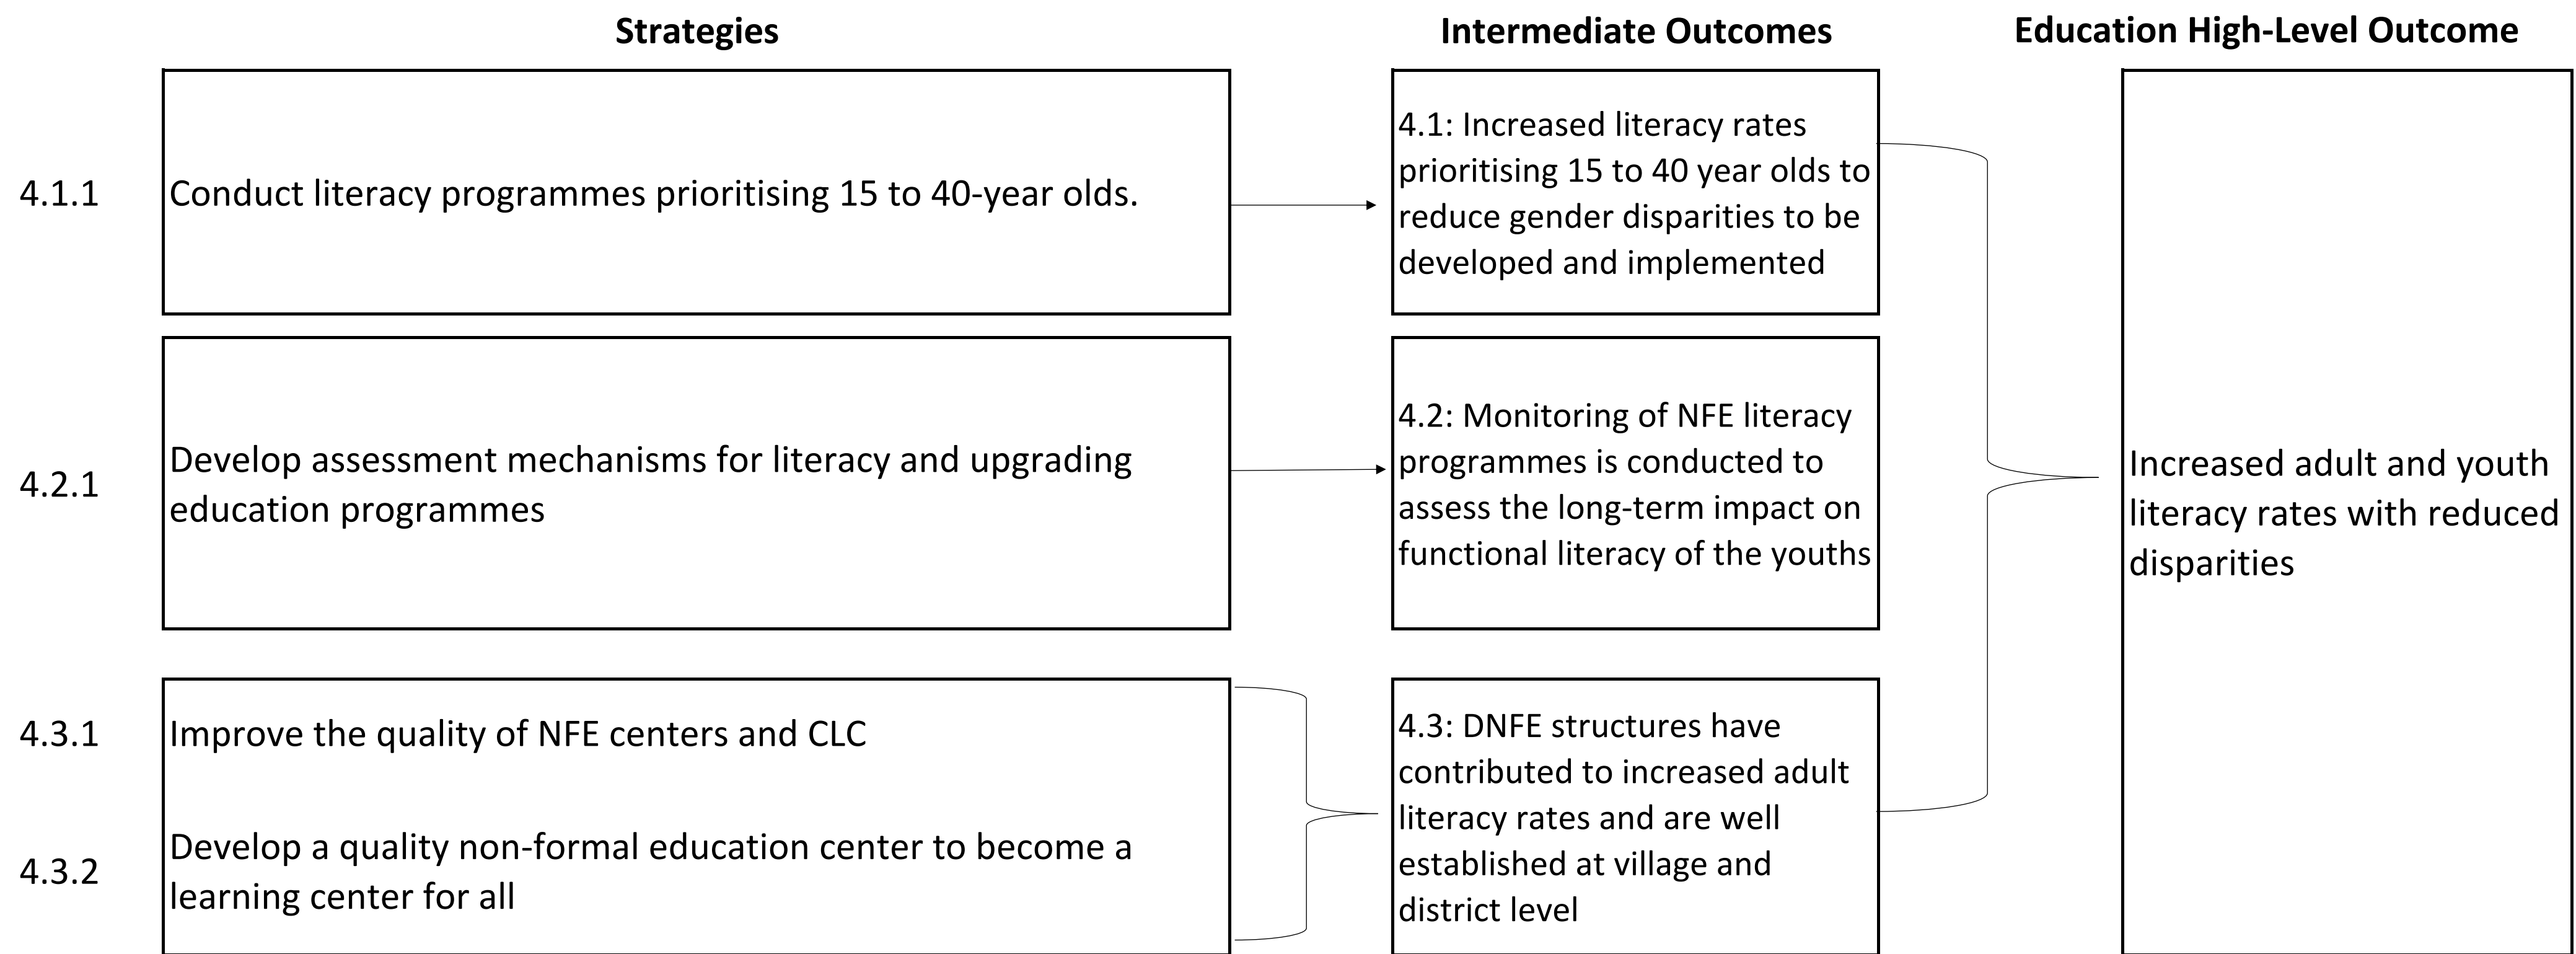 Strategies
Intermediate Outcomes
Education High-Level Outcome
4.1.1
Conduct literacy programmes prioritising 15 to 40-year olds.
4.1: Increased literacy rates
prioritising 15 to 40 year olds to
reduce gender disparities to be
developed and implemented
4.2.1
Develop assessment mechanisms for literacy and upgrading
education programmes
4.2: Monitoring of NFE literacy
programmes is conducted to
assess the long-term impact on
functional literacy of the youths
4.3.1
Improve the quality of NFE centers and CLC
4.3.2
Develop a quality non-formal education center to become a
learning center for all
4.3: DNFE structures have
contributed to increased adult
literacy rates and are well
established at village and
district level
Increased adult and youth
literacy rates with reduced
disparities